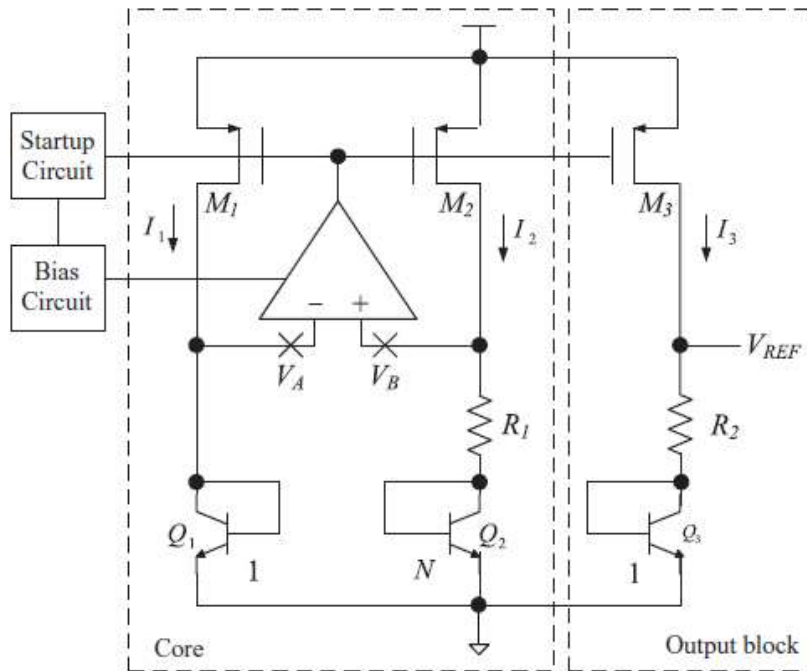 Startup
Circuit
Bias
Circuit
M1
M2
M3
I1
I2
I3
− +
VA
VB
VREF
R1
R2
Q1
Q2
Q3
1
N
1
Core
Output block